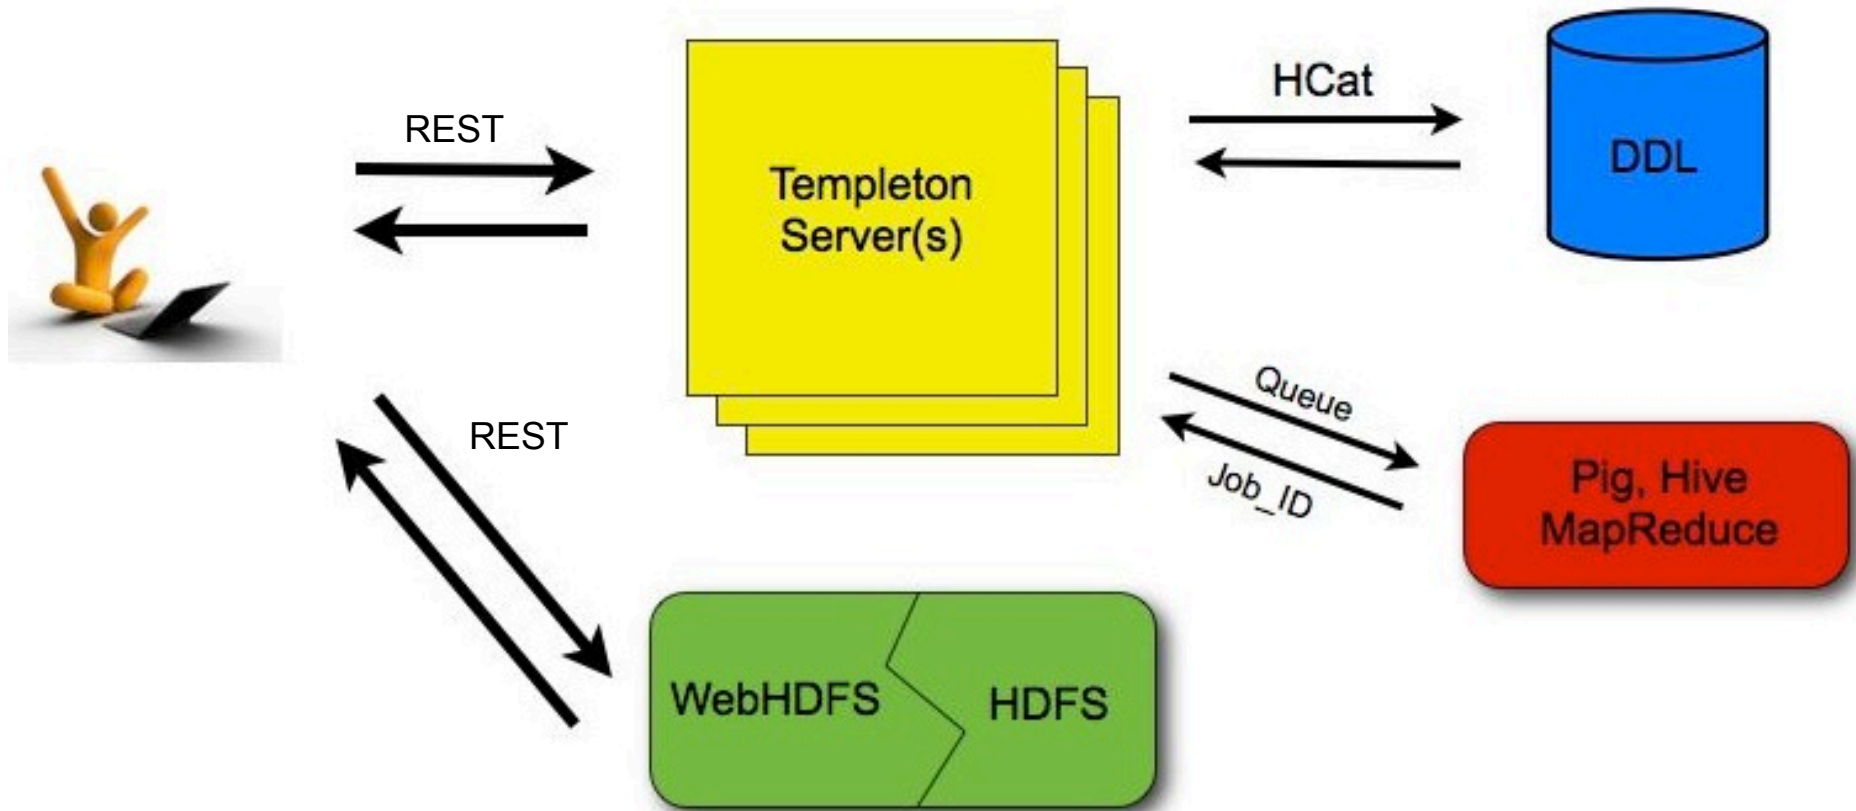 REST
Templeton
Server(s)
HCat
DDL
REST
Queue
Job_ID
Pig, Hive
MapReduce
WebHDFS
HDFS